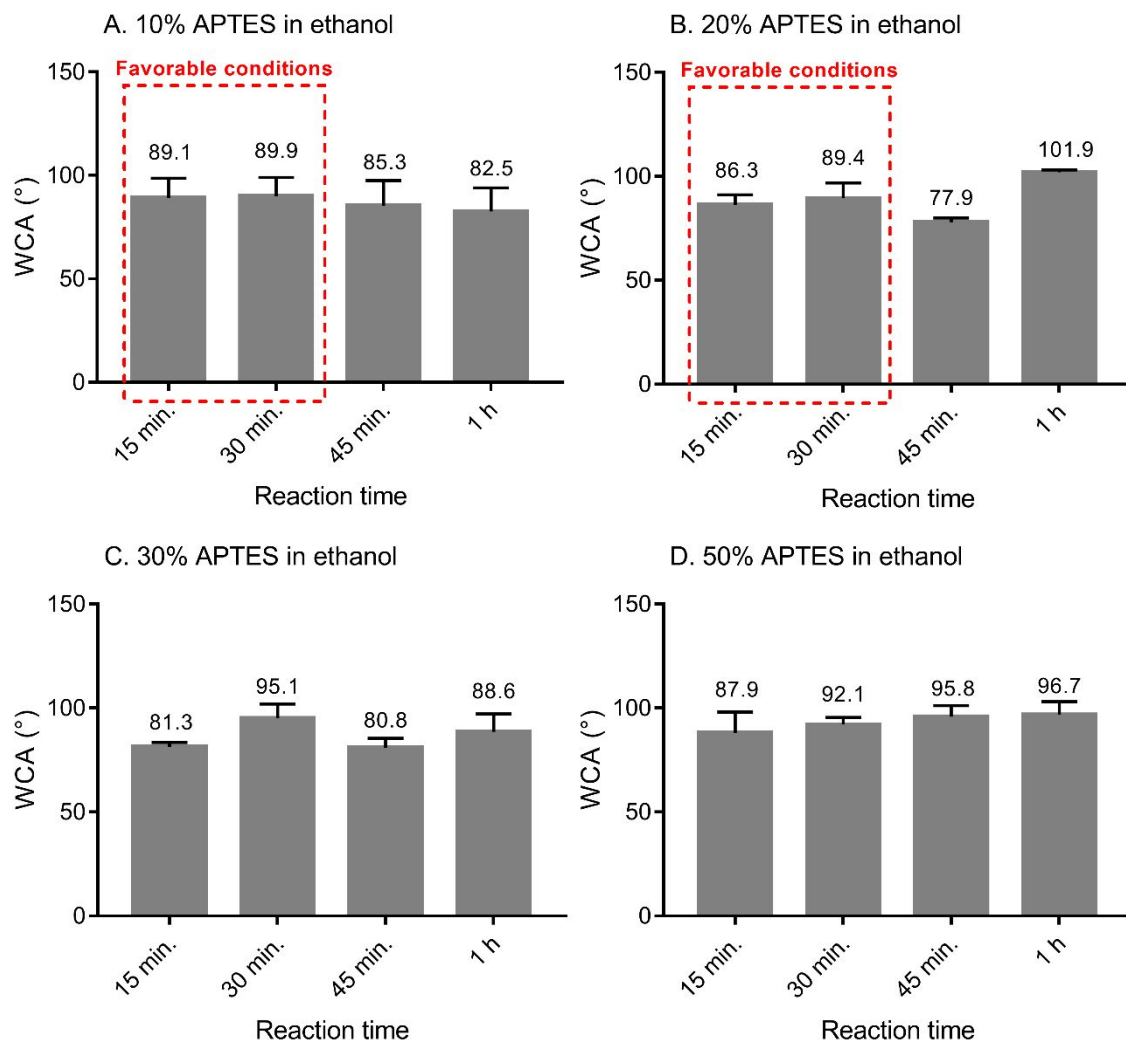 A. 10% APTES in ethanol
Favorable conditions
WCA (°)
150
100
50
0
89.1
89.9
85.3
82.5
15 min.
30 min.
45 min.
1 h
Reaction time
B. 20% APTES in ethanol
Favorable conditions
WCA (°)
150
100
50
0
86.3
89.4
77.9
101.9
15 min.
30 min.
45 min.
1 h
Reaction time
C. 30% APTES in ethanol
WCA (°)
150
100
50
0
81.3
95.1
80.8
88.6
15 min.
30 min.
45 min.
1 h
Reaction time
D. 50% APTES in ethanol
WCA (°)
150
100
50
0
87.9
92.1
95.8
96.7
15 min.
30 min.
45 min.
1 h
Reaction time